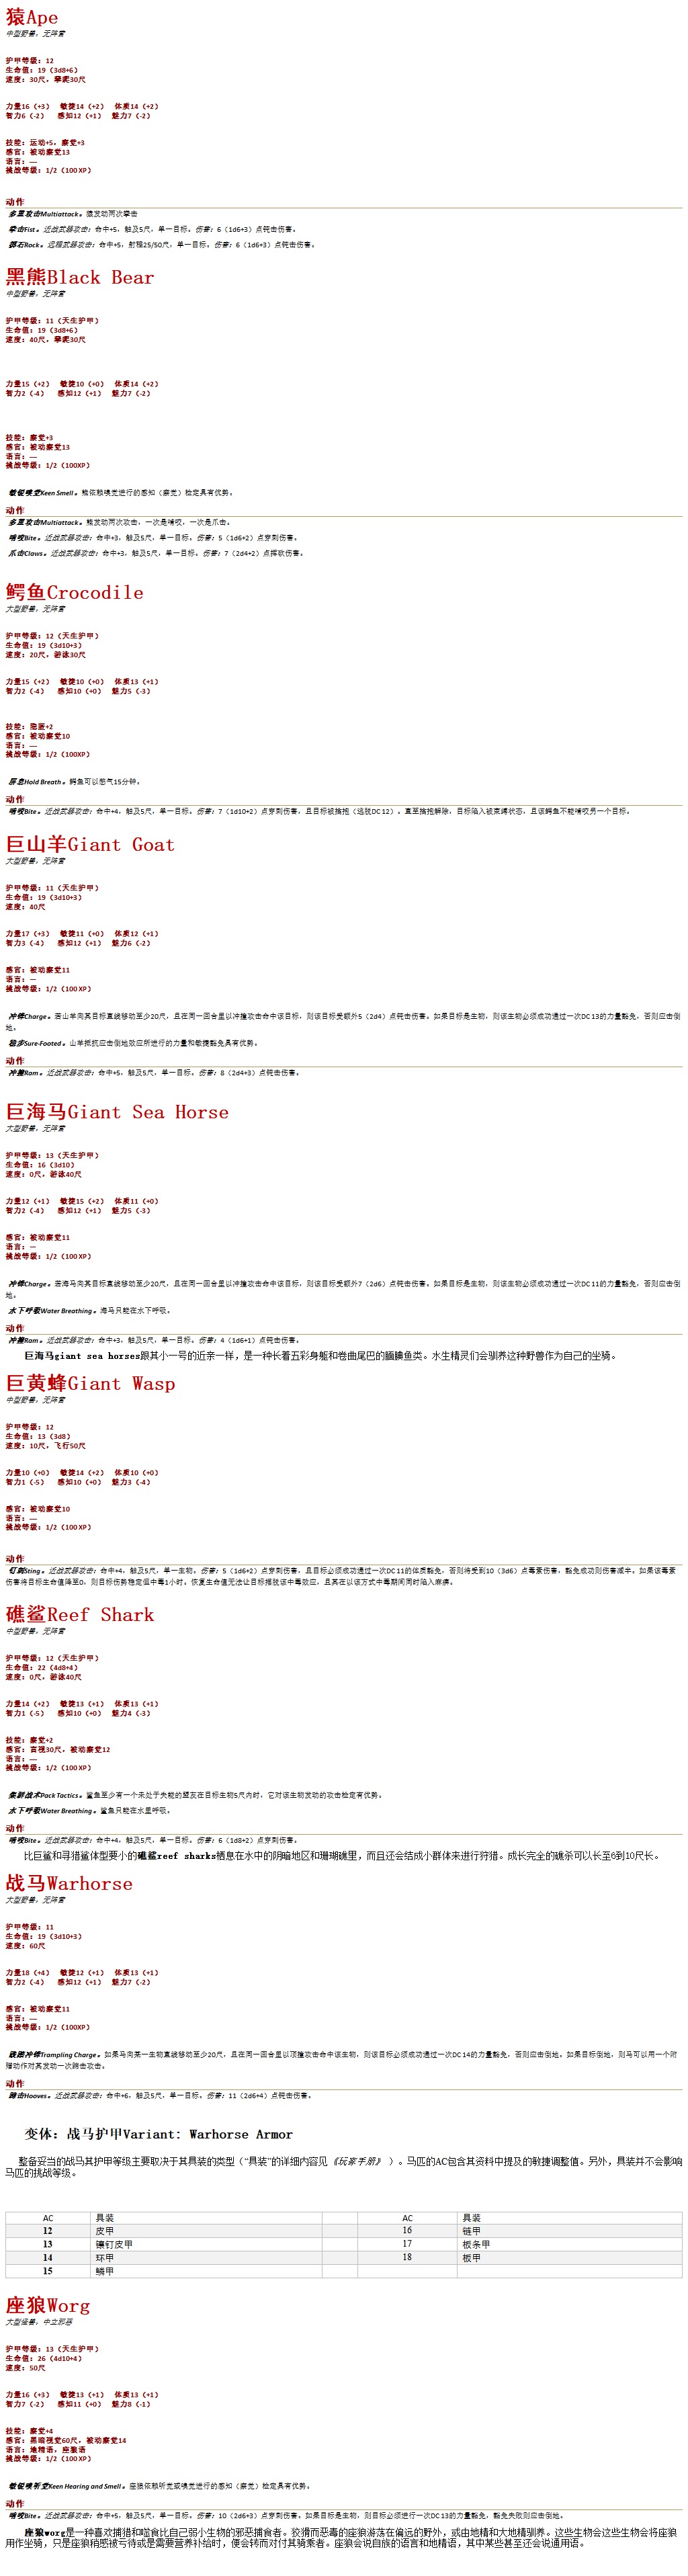 猿Ape
中型野兽，无阵营
护甲等级：12
生命值：19（3d8+6）
速度：30尺，攀爬30尺
力量16（+3） 敏捷14（+2） 体质14（+2）
智力6（-2） 感知12（+1） 魅力7（-2）
技能：运动+5，察觉+3
感官：被动察觉13
语言：—
挑战等级：1/2（100 XP）
动作
多重攻击Multiattack。猿发动两次拳击
拳击Fist。近战武器攻击：命中+5，触及5尺，单一目标。伤害：6（1d6+3）点钝击伤害。
掷石Rock。远程武器攻击：命中+5，射程25/50尺，单一目标。伤害：6（1d6+3）点钝击伤害。
黑熊Black Bear
中型野兽，无阵营
护甲等级：11（天生护甲）
生命值：19（3d8+6）
速度：40尺，攀爬30尺
力量15（+2） 敏捷10（+0） 体质14（+2）
智力2（-4） 感知12（+1） 魅力7（-2）
技能：察觉+3
感官：被动察觉13
语言：—
挑战等级：1/2（100XP）
敏锐嗅觉Keen Smell。熊依赖嗅觉进行的感知（察觉）检定具有优势。
动作
多重攻击Multiattack。熊发动两次攻击，一次是啃咬，一次是爪击。
啃咬Bite。近战武器攻击：命中+3，触及5尺，单一目标。伤害：5（1d6+2）点穿刺伤害。
爪击Claws。近战武器攻击：命中+3，触及5尺，单一目标。伤害：7（2d4+2）点挥砍伤害。
鳄鱼Crocodile
大型野兽，无阵营
护甲等级：12（天生护甲）
生命值：19（3d10+3）
速度：20尺，游泳30尺
力量15（+2） 敏捷10（+0） 体质13（+1）
智力2（-4） 感知10（+0） 魅力5（-3）
技能：隐匿+2
感官：被动察觉10
语言：—
挑战等级：1/2（100XP）
屏息Hold Breath。鳄鱼可以憋气15分钟。
动作
啃咬Bite。近战武器攻击：命中+4，触及5尺，单一目标。伤害：7（1d10+2）点穿刺伤害，且目标被擒抱（逃脱DC 12）。直至擒抱解除，目标陷入被束缚状态，且该鳄鱼不能啃咬另一个目标。
巨山羊Giant Goat
大型野兽，无阵营
护甲等级：11（天生护甲）
生命值：19（3d10+3）
速度：40尺
力量17（+3） 敏捷11（+0） 体质12（+1）
智力3（-4） 感知12（+1） 魅力6（-2）
感官：被动察觉11
语言：—
挑战等级：1/2（100 XP）
冲锋Charge。若山羊向其目标直线移动至少20尺，且在同一回合里以冲撞攻击命中该目标，则该目标受额外5（2d4）点钝击伤害。如果目标是生物，则该生物必须成功通过一次DC 13的力量豁免，否则应击倒
地。
稳步Sure-Footed。山羊抵抗应击倒地效应所进行的力量和敏捷豁免具有优势。
动作
冲撞Ram。近战武器攻击：命中+5，触及5尺，单一目标。伤害：8（2d4+3）点钝击伤害。
巨海马Giant Sea Horse
大型野兽，无阵营
护甲等级：13（天生护甲）
生命值：16（3d10）
速度：0尺，游泳40尺
力量12（+1） 敏捷15（+2） 体质11（+0）
智力2（-4） 感知12（+1） 魅力5（-3）
感官：被动察觉11
语言：—
挑战等级：1/2（100 XP）
冲锋Charge。若海马向其目标直线移动至少20尺，且在同一回合里以冲撞攻击命中该目标，则该目标受额外7（2d6）点钝击伤害。如果目标是生物，则该生物必须成功通过一次DC 11的力量豁免，否则应击倒
地。
水下呼吸Water Breathing。海马只能在水下呼吸。
动作
冲撞Ram。近战武器攻击：命中+3，触及5尺，单一目标。伤害：4（1d6+1）点钝击伤害。
巨海马giant sea horses跟其小一号的近亲一样，是一种长着五彩身躯和卷曲尾巴的腼腆鱼类。水生精灵们会驯养这种野兽作为自己的坐骑。
巨黄蜂Giant Wasp
中型野兽，无阵营
护甲等级：12
生命值：13（3d8）
速度：10尺，飞行50尺
力量10（+0） 敏捷14（+2） 体质10（+0）
智力1（-5） 感知10（+0） 魅力3（-4）
感官：被动察觉10
语言：—
挑战等级：1/2（100 XP）
动作
钉刺Sting。近战武器攻击：命中+4，触及5尺，单一生物。伤害：5（1d6+2）点穿刺伤害，且目标必须成功通过一次DC 11的体质豁免，否则将受到10（3d6）点毒素伤害，豁免成功则伤害减半。如果该毒素
伤害将目标生命值降至0，则目标伤势稳定但中毒1小时。恢复生命值无法让目标摆脱该中毒效应，且其在以该方式中毒期间同时陷入麻痹。
礁鲨Reef Shark
中型野兽，无阵营
护甲等级：12（天生护甲）
生命值：22（4d8+4）
速度：0尺，游泳40尺
力量14（+2） 敏捷13（+1） 体质13（+1）
智力1（-5） 感知10（+0） 魅力4（-3）
技能：察觉+2
感官：盲视30尺，被动察觉12
语言：—
挑战等级：1/2（100 XP）
集群战术Pack Tactics。鲨鱼至少有一个未处于失能的盟友在目标生物5尺内时，它对该生物发动的攻击检定有优势。
水下呼吸Water Breathing。鲨鱼只能在水里呼吸。
动作
啃咬Bite。近战武器攻击：命中+4，触及5尺，单一目标。伤害：6（1d8+2）点穿刺伤害。
比巨鲨和寻猎鲨体型要小的礁鲨reef sharks栖息在水中的阴暗地区和珊瑚礁里，而且还会结成小群体来进行狩猎。成长完全的礁杀可以长至6到10尺长。
战马Warhorse
大型野兽，无阵营
护甲等级：11
生命值：19（3d10+3）
速度：60尺
力量18（+4） 敏捷12（+1） 体质13（+1）
智力2（-4） 感知12（+1） 魅力7（-2）
感官：被动察觉11
语言：—
挑战等级：1/2（100XP）
践踏冲锋Trampling Charge。如果马向某一生物直线移动至少20尺，且在同一回合里以顶撞攻击命中该生物，则该目标必须成功通过一次DC 14的力量豁免，否则应击倒地。如果目标倒地，则马可以用一个附
赠动作对其发动一次蹄击攻击。
动作
蹄击Hooves。近战武器攻击：命中+6，触及5尺，单一目标。伤害：11（2d6+4）点钝击伤害。
变体：战马护甲Variant: Warhorse Armor
整备妥当的战马其护甲等级主要取决于其具装的类型（“具装”的详细内容见《玩家手册》）。马匹的AC包含其资料中提及的敏捷调整值。另外，具装并不会影响
马匹的挑战等级。
AC 具装 AC 具装
12 皮甲 16 链甲
13 镶钉皮甲 17 板条甲
14 环甲 18 板甲
15 鳞甲
座狼Worg
大型怪兽，中立邪恶
护甲等级：13（天生护甲）
生命值：26（4d10+4）
速度：50尺
力量16（+3） 敏捷13（+1） 体质13（+1）
智力7（-2） 感知11（+0） 魅力8（-1）
技能：察觉+4
感官：黑暗视觉60尺，被动察觉14
语言：地精语，座狼语
挑战等级：1/2（100 XP）
敏锐嗅听觉Keen Hearing and Smell。座狼依赖听觉或嗅觉进行的感知（察觉）检定具有优势。
动作
啃咬Bite。近战武器攻击：命中+5，触及5尺，单一目标。伤害：10（2d6+3）点穿刺伤害。如果目标是生物，则目标必须进行一次DC 13的力量豁免，豁免失败则应击倒地。
座狼worg是一种喜欢捕猎和啃食比自己弱小生物的邪恶捕食者。狡猾而恶毒的座狼游荡在偏远的野外，或由地精和大地精驯养。这些生物会这些生物会将座狼
用作坐骑，只是座狼稍感被亏待或是需要营养补给时，便会转而对付其骑乘者。座狼会说自族的语言和地精语，其中某些甚至还会说通用语。